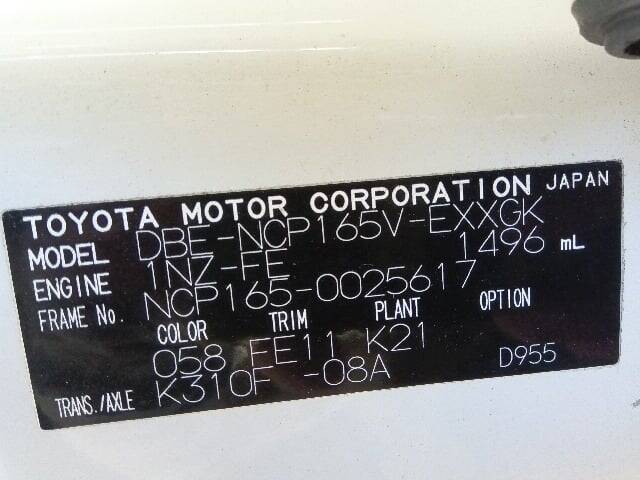 TOYOTA MOTOR CORPORATION JAPAN
MODEL DBE-NCP165V-EXXGK
ENGINE 1NZ-FE 1496 mL
FRAME No. NCP165-0025617
COLOR TRIM PLANT OPTION
058 FE11 K21
TRANS./AXLE K310F -08A D955